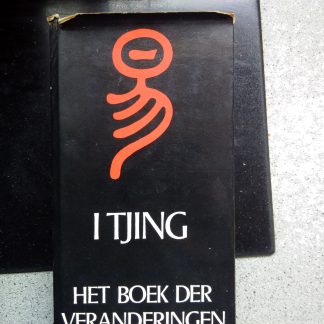 I TJING
HET BOEK DER
VERANDERINGEN